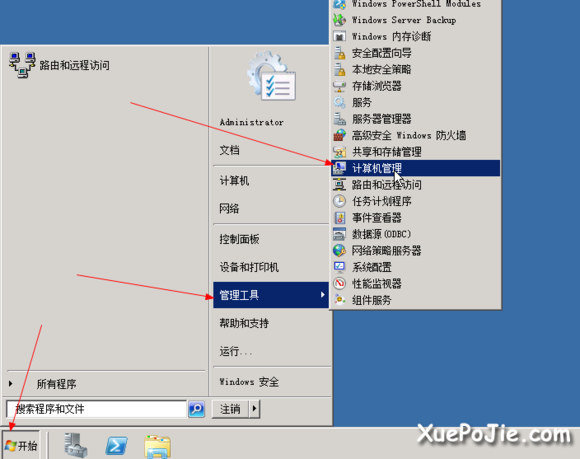 路由和远程访问
Administrator
文档
计算机
网络
控制面板
设备和打印机
管理工具
帮助和支持
运行...
Windows 安全
所有程序
搜索程序和文件
注销
开始
Windows PowerShell Modules
Windows Server Backup
Windows 内存诊断
安全配置向导
本地安全策略
存储浏览器
服务
服务器管理器
高级安全 Windows 防火墙
共享和存储管理
计算机管理
路由和远程访问
任务计划程序
事件查看器
数据源(ODBC)
网络策略服务器
系统配置
性能监视器
组件服务
XuePoJie.com